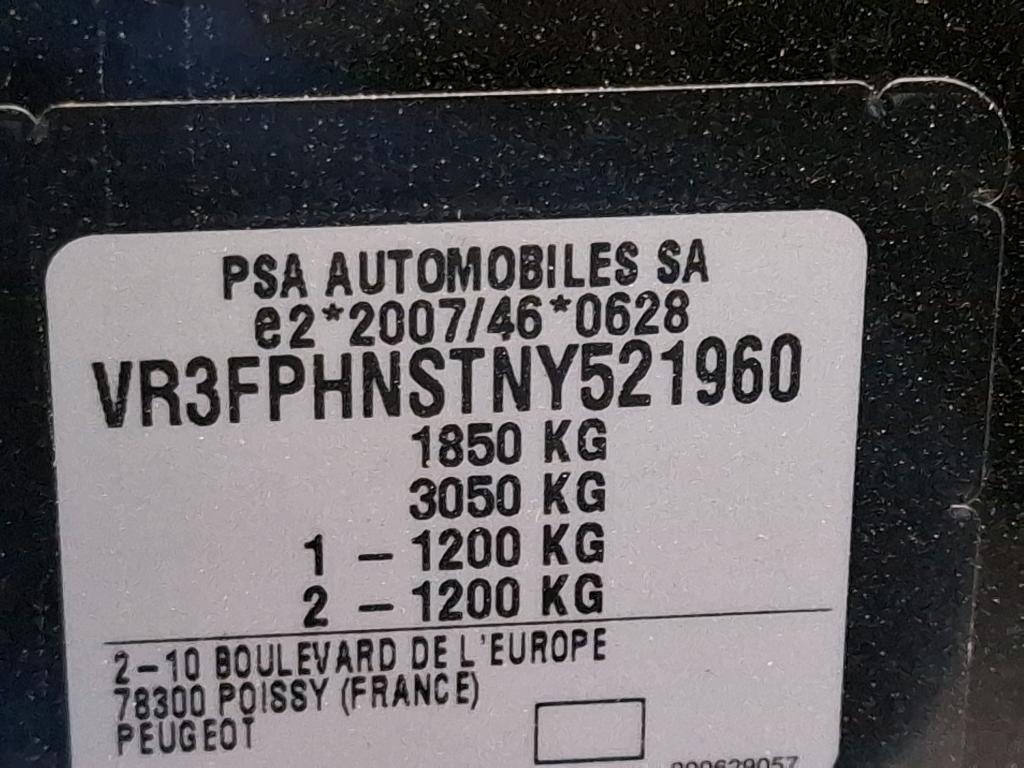 PSA AUTOMOBILES SA
e2*2007/46*0628
VR3FPHNSTNY521960
1850 KG
3050 KG
1 - 1200 KG
2 - 1200 KG
2-10 BOULEVARD DE L'EUROPE
78300 POISSY (FRANCE)
PEUGEOT